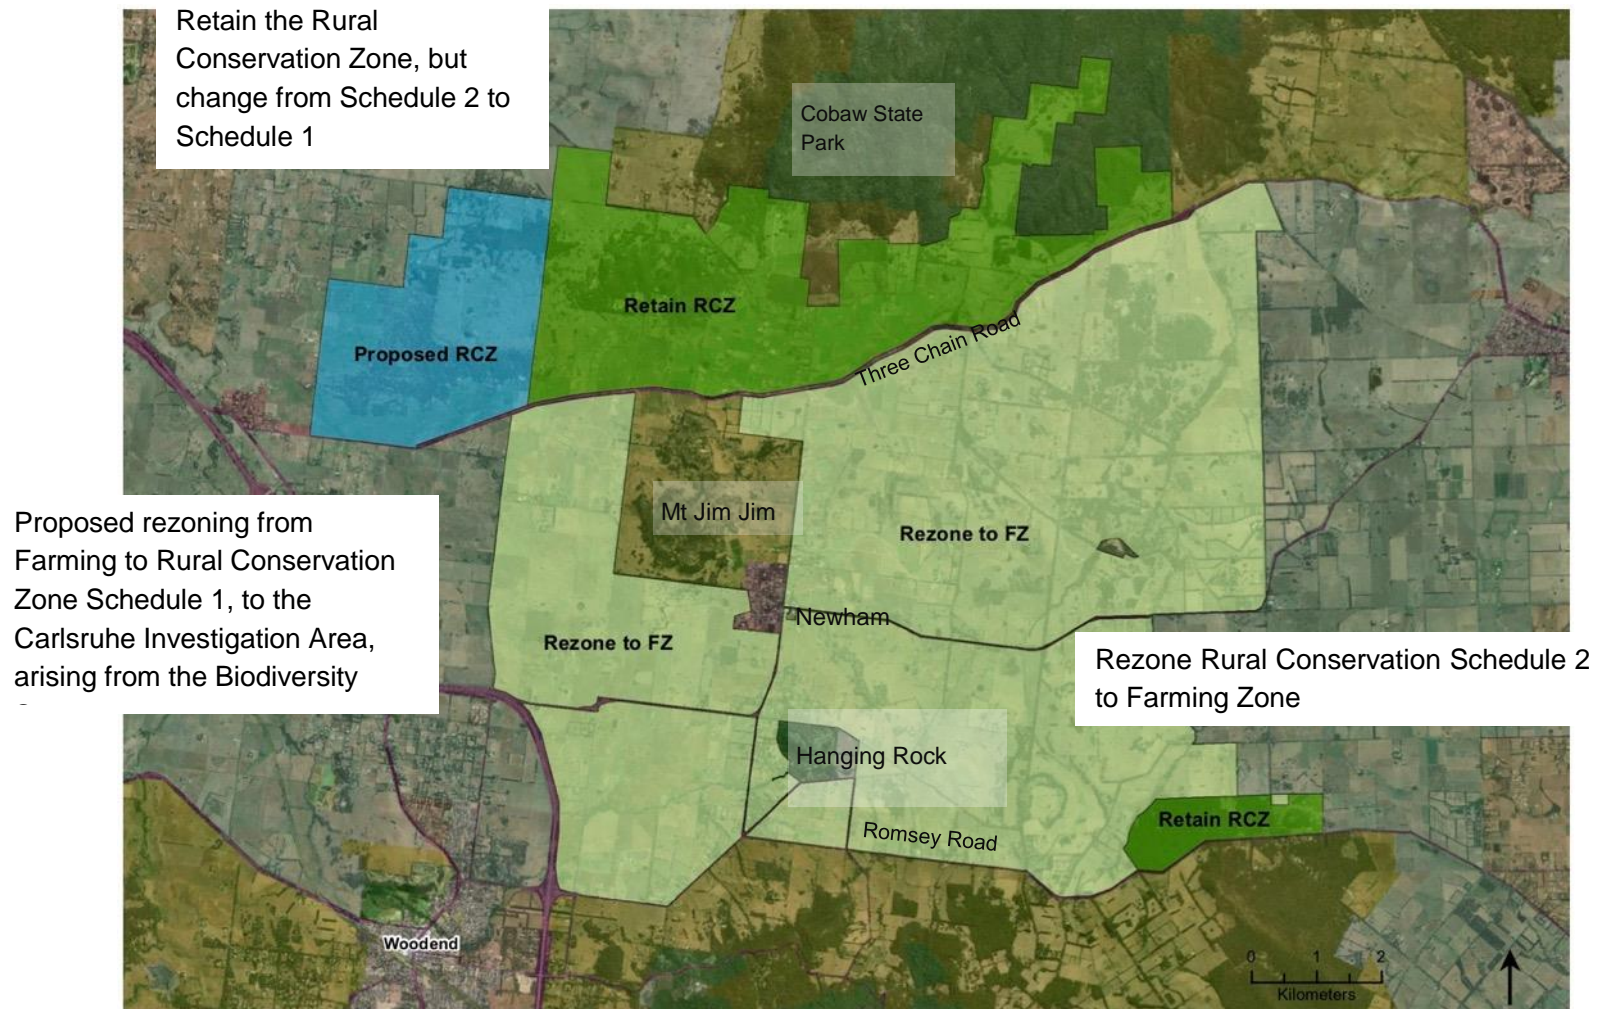 Retain the Rural
Conservation Zone, but
change from Schedule 2 to
Schedule 1
Cobaw State
Park
Retain RCZ
Proposed RCZ
Three Chain Road
Mt Jim Jim
Proposed rezoning from
Farming to Rural Conservation
Zone Schedule 1, to the
Carlsruhe Investigation Area,
arising from the Biodiversity
Rezone to FZ
Newham
Rezone to FZ
Rezone Rural Conservation Schedule 2
to Farming Zone
Hanging Rock
Romsey Road
Retain RCZ
Woodend
0 1 2
Kilometers